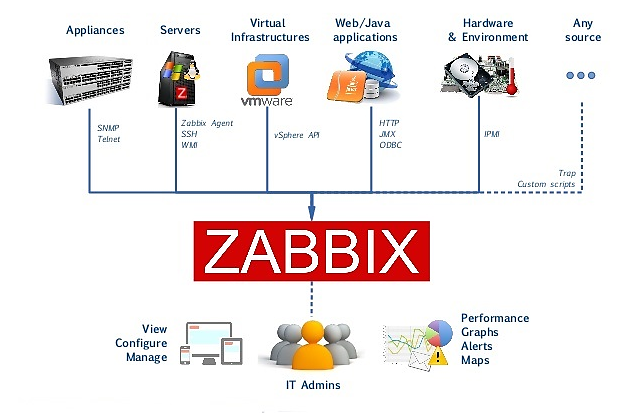 Appliances
Servers
Virtual
Infrastructures
Web/Java
applications
Hardware
& Environment
Any
source
Z
vmware
SNMP
Telnet
Zabbix Agent
SSH
WMI
vSphere API
HTTP
JMX
ODBC
IPMI
Trap
Custom scripts
ZABBIX
View
Configure
Manage
IT Admins
Performance
Graphs
Alerts
Maps